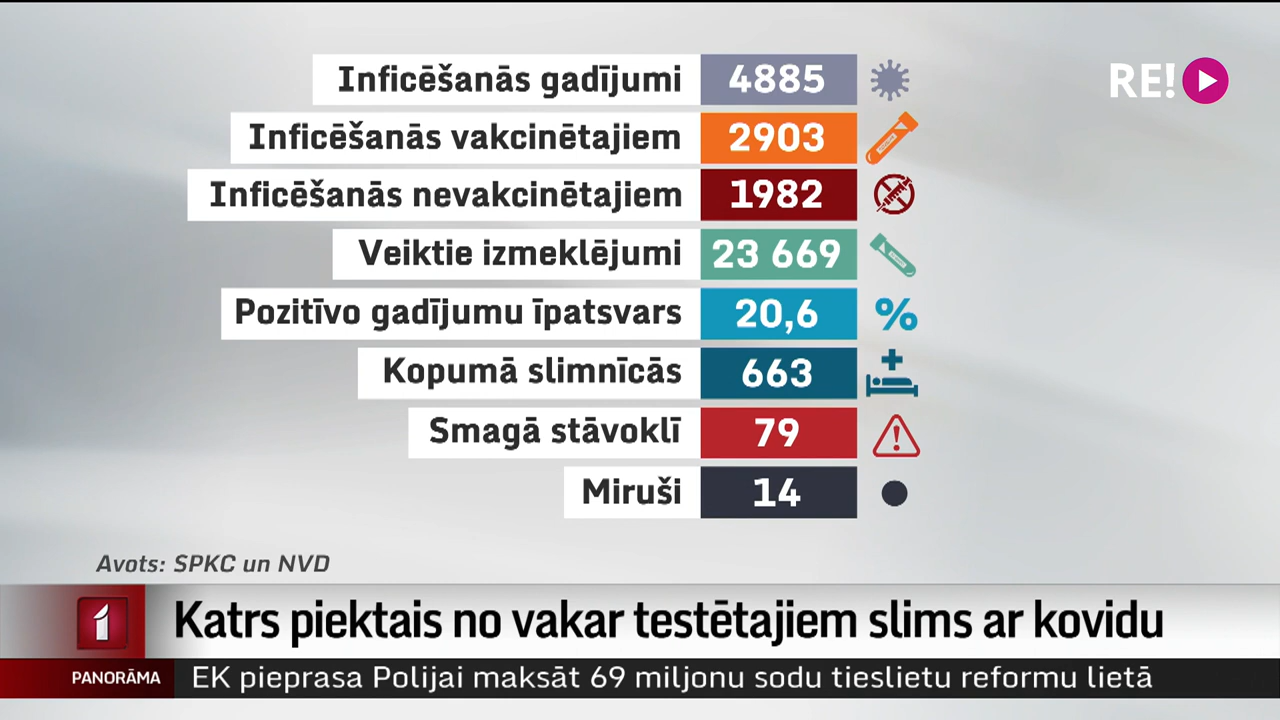 Inficēšanās gadījumi 4885
RE!
Inficēšanās vakcinētajiem 2903
Inficēšanās nevakcinētajiem 1982
Veiktie izmeklējumi 23 669
Pozitīvo gadījumu īpatsvars 20,6 %
Kopumā slimnīcās 663
Smagā stāvoklī 79
Miruši 14
Avots: SPKC un NVD
1 Katrs piektais no vakar testētajiem slims ar kovidu
PANORĀMA EK pieprasa Polijai maksāt 69 miljonu sodu tieslietu reformu lietā